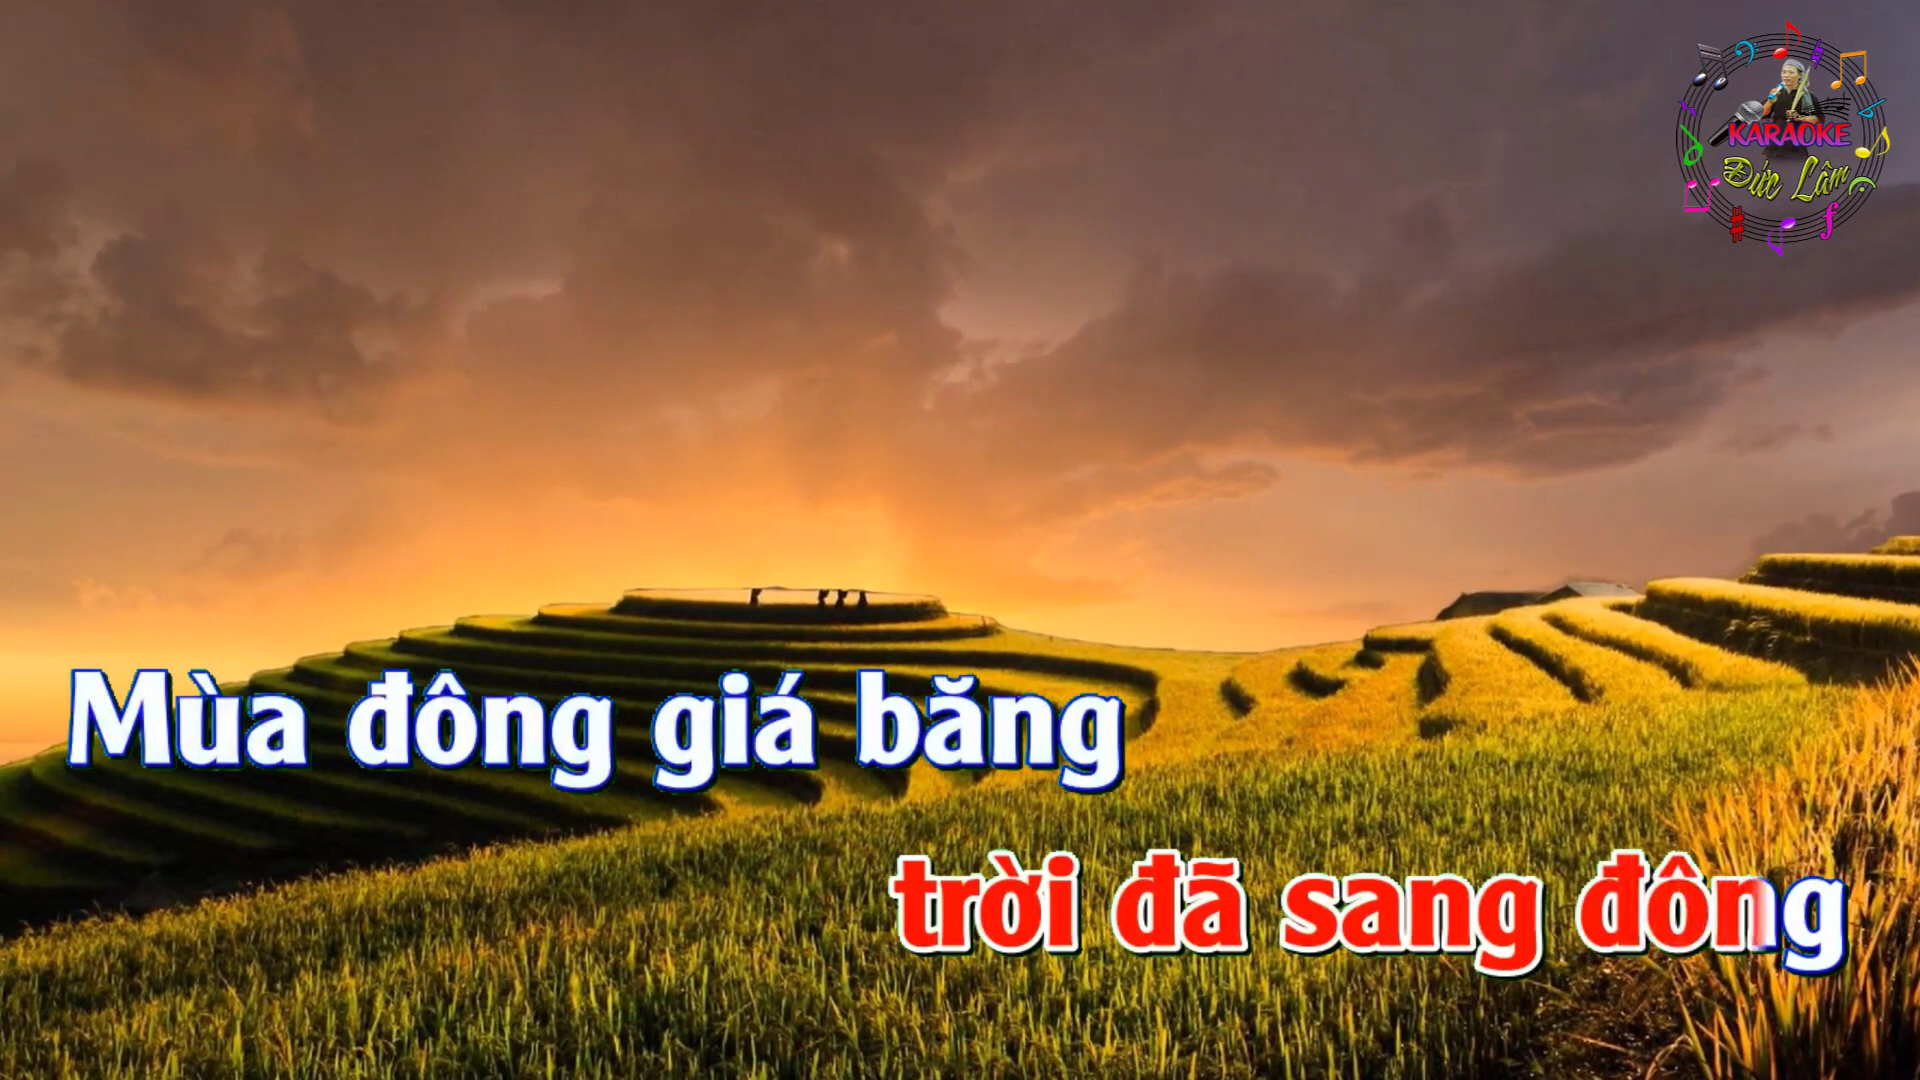 KARAOKE
Đức Lâm
Mùa đông giá băng
trời đã sang đông